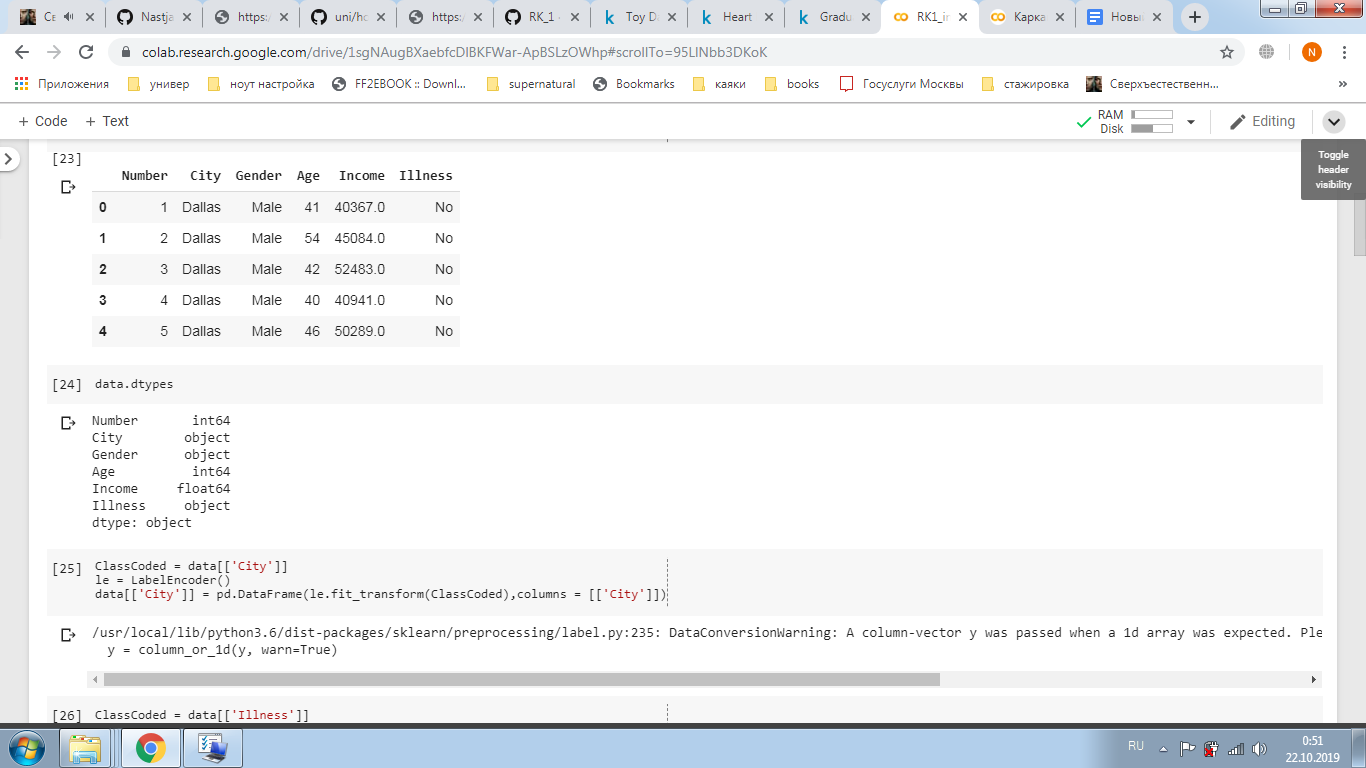 Св
Nastja
https:/
uni/ho
https:/
RK_1 -
Toy Da
Heart
Gradu
RK1_ir
Карка
Новый
colab.research.google.com/drive/1sgNAugBXaebfcDIBKFWar-ApBSLzOWhp#scrollTo=95LINbb3DKoK
N
Приложения
универ
ноут настройка
FF2EBOOK :: Downl...
supernatural
Bookmarks
каяки
books
Госуслуги Москвы
стажировка
Сверхъестественн...
»
+ Code
+ Text
RAM
Disk
Editing
Toggle
header
visibility
[23]
Number City Gender Age Income Illness
0 1 Dallas Male 41 40367.0 No
1 2 Dallas Male 54 45084.0 No
2 3 Dallas Male 42 52483.0 No
3 4 Dallas Male 40 40941.0 No
4 5 Dallas Male 46 50289.0 No
[24] data.dtypes
Number int64
City object
Gender object
Age int64
Income float64
Illness object
dtype: object
[25] ClassCoded = data[['City']]
le = LabelEncoder()
data[['City']] = pd.DataFrame(le.fit_transform(ClassCoded),columns = [['City']])
/usr/local/lib/python3.6/dist-packages/sklearn/preprocessing/label.py:235: DataConversionWarning: A column-vector y was passed when a 1d array was expected. Ple
y = column_or_1d(y, warn=True)
[26] ClassCoded = data[['Illness']]
RU
0:51
22.10.2019